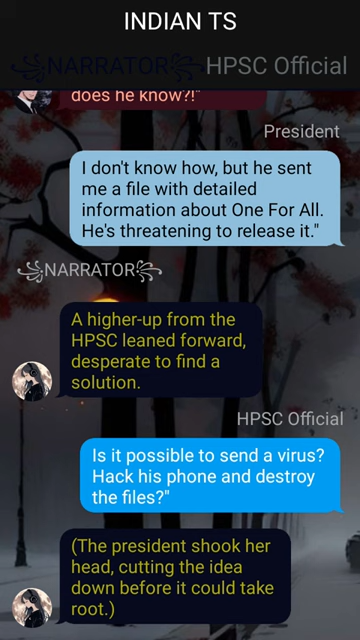 INDIAN TS
꧁NARRATOR꧂
HPSC Official
does he know?!"
President
I don't know how, but he sent
me a file with detailed
information about One For All.
He's threatening to release it."
꧁NARRATOR꧂
A higher-up from the
HPSC leaned forward,
desperate to find a
solution.
HPSC Official
Is it possible to send a virus?
Hack his phone and destroy
the files?"
(The president shook her
head, cutting the idea
down before it could take
root.)